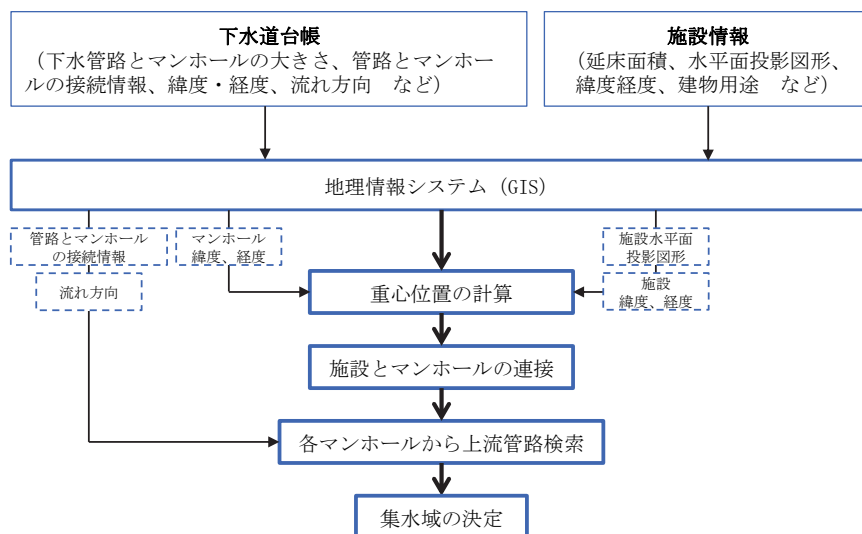 下水道台帳
(下水管路とマンホールの大きさ、管路とマンホー
ルの接続情報、緯度・経度、流れ方向　など)
施設情報
(延床面積、水平面投影図形、
緯度経度、建物用途　など)
地理情報システム (GIS)
管路とマンホール
の接続情報
マンホール
緯度、経度
施設水平面
投影図形
流れ方向
重心位置の計算
施設
緯度、経度
施設とマンホールの連接
各マンホールから上流管路検索
集水域の決定